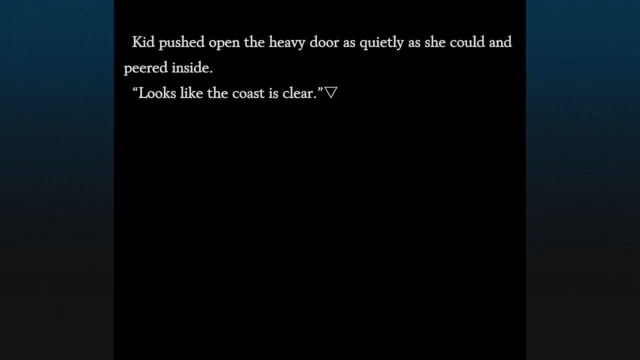 Kid pushed open the heavy door as quietly as she could and
peered inside.
“Looks like the coast is clear.”▽